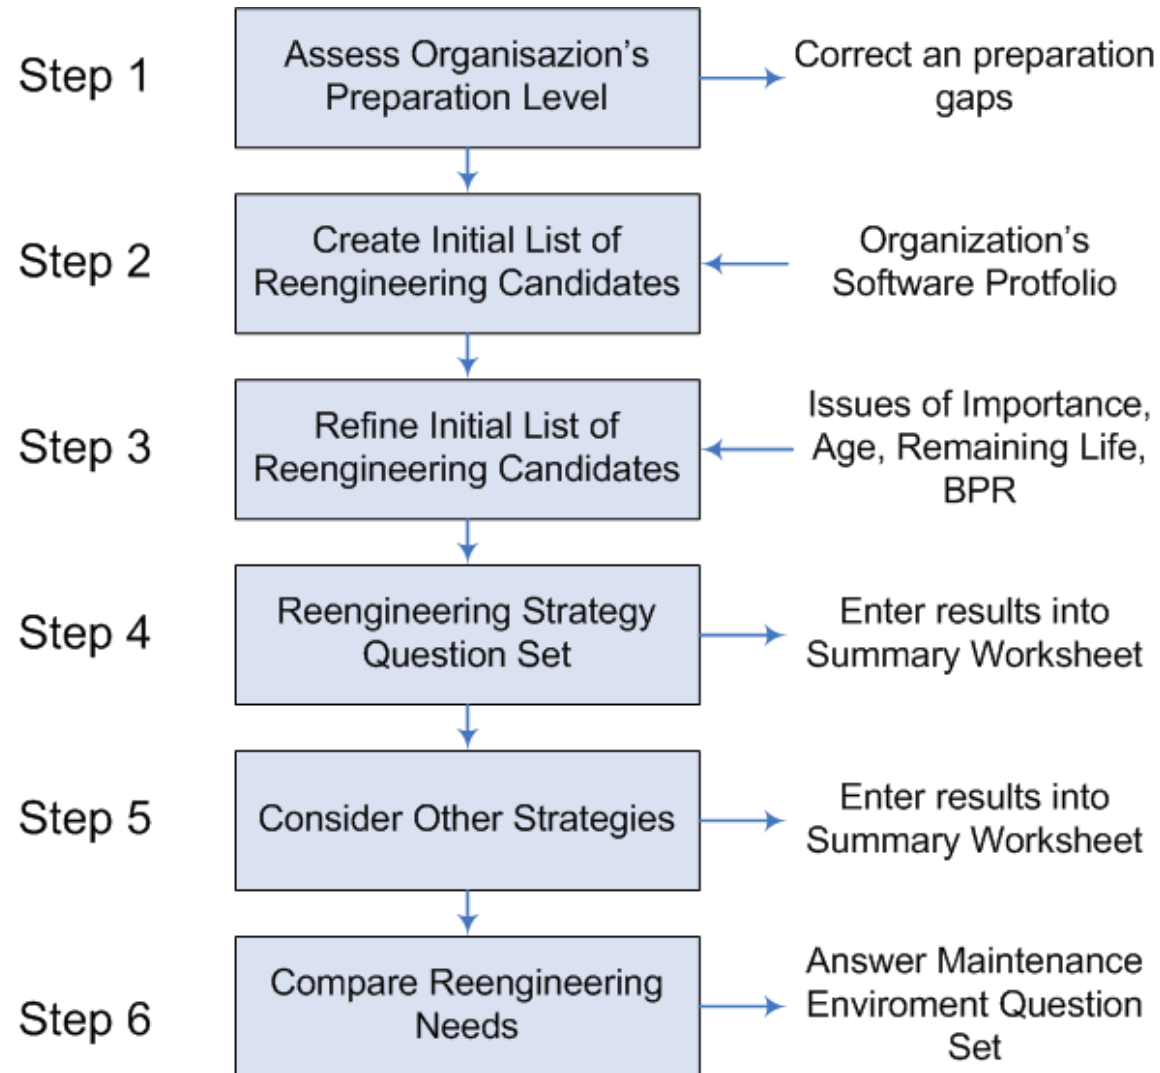 Step 1
Assess Organisazion's
Preparation Level
Correct an preparation
gaps
Step 2
Create Initial List of
Reengineering Candidates
Organization's
Software Protfolio
Step 3
Refine Initial List of
Reengineering Candidates
Issues of Importance,
Age, Remaining Life,
BPR
Step 4
Reengineering Strategy
Question Set
Enter results into
Summary Worksheet
Step 5
Consider Other Strategies
Enter results into
Summary Worksheet
Step 6
Compare Reengineering
Needs
Answer Maintenance
Enviroment Question
Set